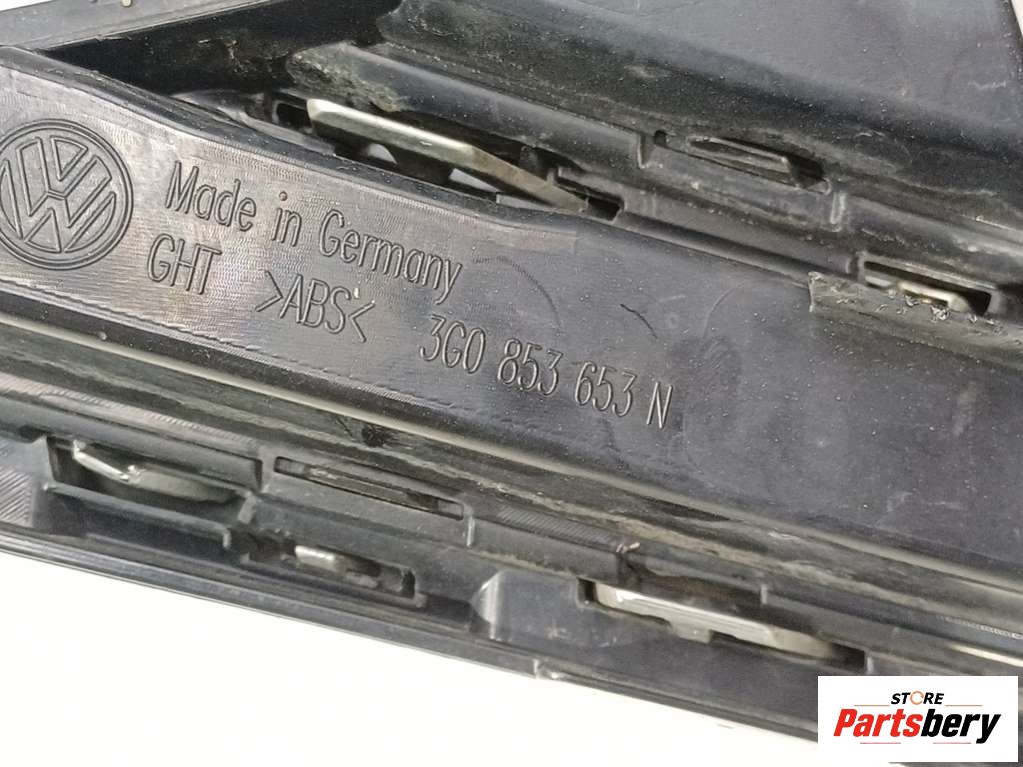 Made in Germany
GHT >ABS< 3G0 853 653 N
STORE
Partsbery